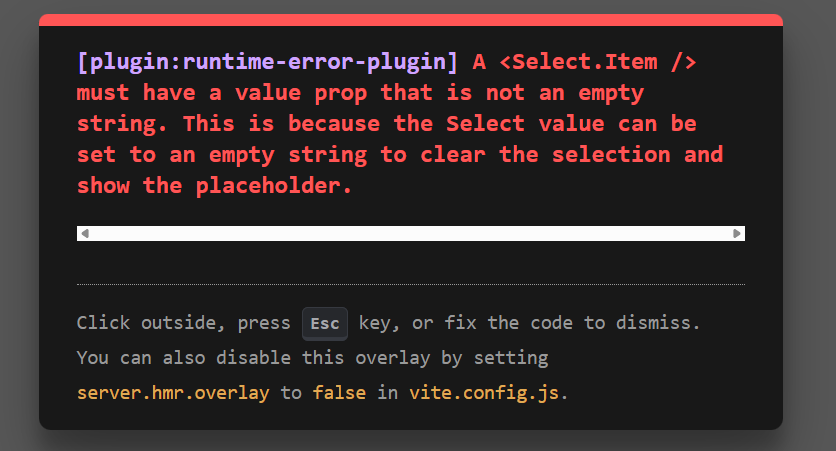 [plugin:runtime-error-plugin] A <Select.Item />
must have a value prop that is not an empty
string. This is because the Select value can be
set to an empty string to clear the selection and
show the placeholder.
Click outside, press Esc key, or fix the code to dismiss.
You can also disable this overlay by setting
server.hmr.overlay to false in vite.config.js.